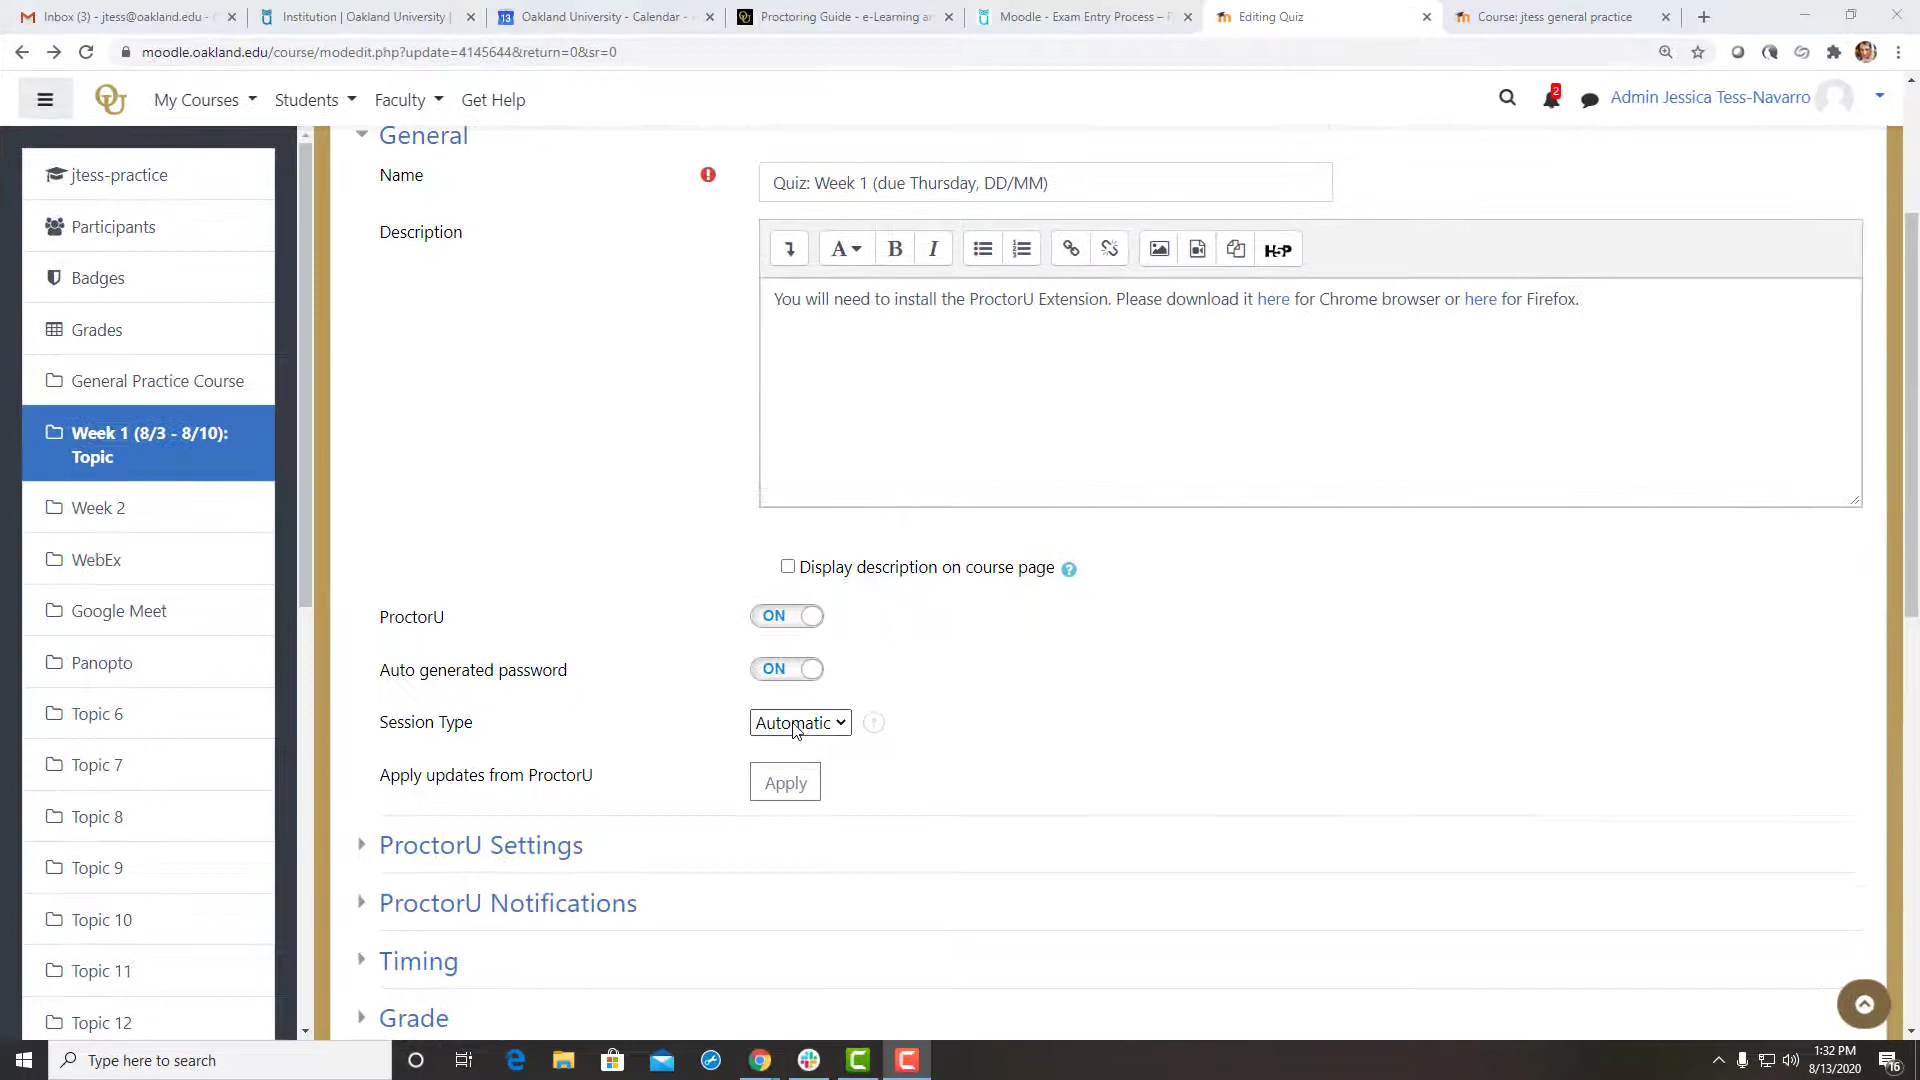 Inbox (3) - jtess@oakland.edu -
Institution | Oakland University |
Oakland University - Calendar -
Proctoring Guide - e-Learning an
Moodle - Exam Entry Process –
Editing Quiz
Course: jtess general practice
moodle.oakland.edu/course/modedit.php?update=4145644&return=0&sr=0
OU
My Courses
Students
Faculty
Get Help
2
Admin Jessica Tess-Navarro
jtess-practice
Participants
Badges
Grades
General Practice Course
Week 1 (8/3 - 8/10):
Topic
Week 2
WebEx
Google Meet
Panopto
Topic 6
Topic 7
Topic 8
Topic 9
Topic 10
Topic 11
Topic 12
General
Name
Quiz: Week 1 (due Thursday, DD/MM)
Description
A
B
I
H-P
You will need to install the ProctorU Extension. Please download it here for Chrome browser or here for Firefox.
Display description on course page
ProctorU
ON
Auto generated password
ON
Session Type
Automatic
Apply updates from ProctorU
Apply
ProctorU Settings
ProctorU Notifications
Timing
Grade
Type here to search
1:32 PM
8/13/2020
16